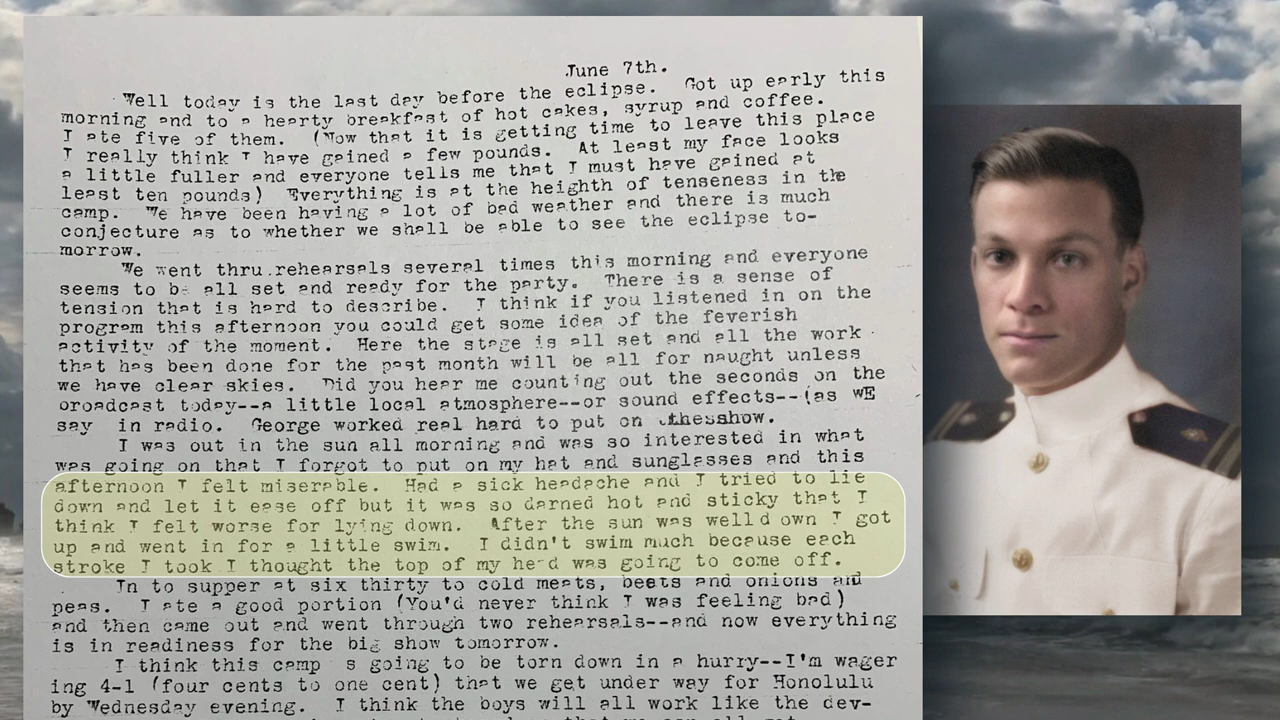 June 7th.
Well today is the last day before the eclipse. Got up early this
morning and to a hearty breakfast of hot cakes, syrup and coffee.
I ate five of them. (Now that it is getting time to leave this place
I really think I have gained a few pounds. At least my face looks
a little fuller and everyone tells me that I must have gained at
least ten pounds) Everything is at the heighth of tenseness in the
camp. We have been having a lot of bad weather and there is much
conjecture as to whether we shall be able to see the eclipse to-
morrow.
We went thru rehearsals several times this morning and everyone
seems to be all set and ready for the party. There is a sense of
tension that is hard to describe. I think if you listened in on the
program this afternoon you could get some idea of the feverish
activity of the moment. Here the stage is all set and all the work
that has been done for the past month will be all for naught unless
we have clear skies. Did you hear me counting out the seconds on the
broadcast today--a little local atmosphere--or sound effects--(as wE
say in radio. George worked real hard to put on thesshow.
I was out in the sun all morning and was so interested in what
was going on that I forgot to put on my hat and sunglasses and this
afternoon I felt miserable. Had a sick headache and I tried to lie
down and let it ease off but it was so darned hot and sticky that I
think I felt worse for lying down. After the sun was welld own I got
up and went in for a little swim. I didn't swim much because each
stroke I took I thought the top of my head was going to come off.
In to supper at six thirty to cold meats, beets and onions and
peas. I ate a good portion (You'd never think I was feeling bad)
and then came out and went through two rehearsals--and now everything
is in readiness for the big show tomorrow.
I think this camp s going to be torn down in a hurry--I'm wager
ing 4-1 (four cents to one cent) that we get under way for Honolulu
by Wednesday evening. I think the boys will all work like the dev-